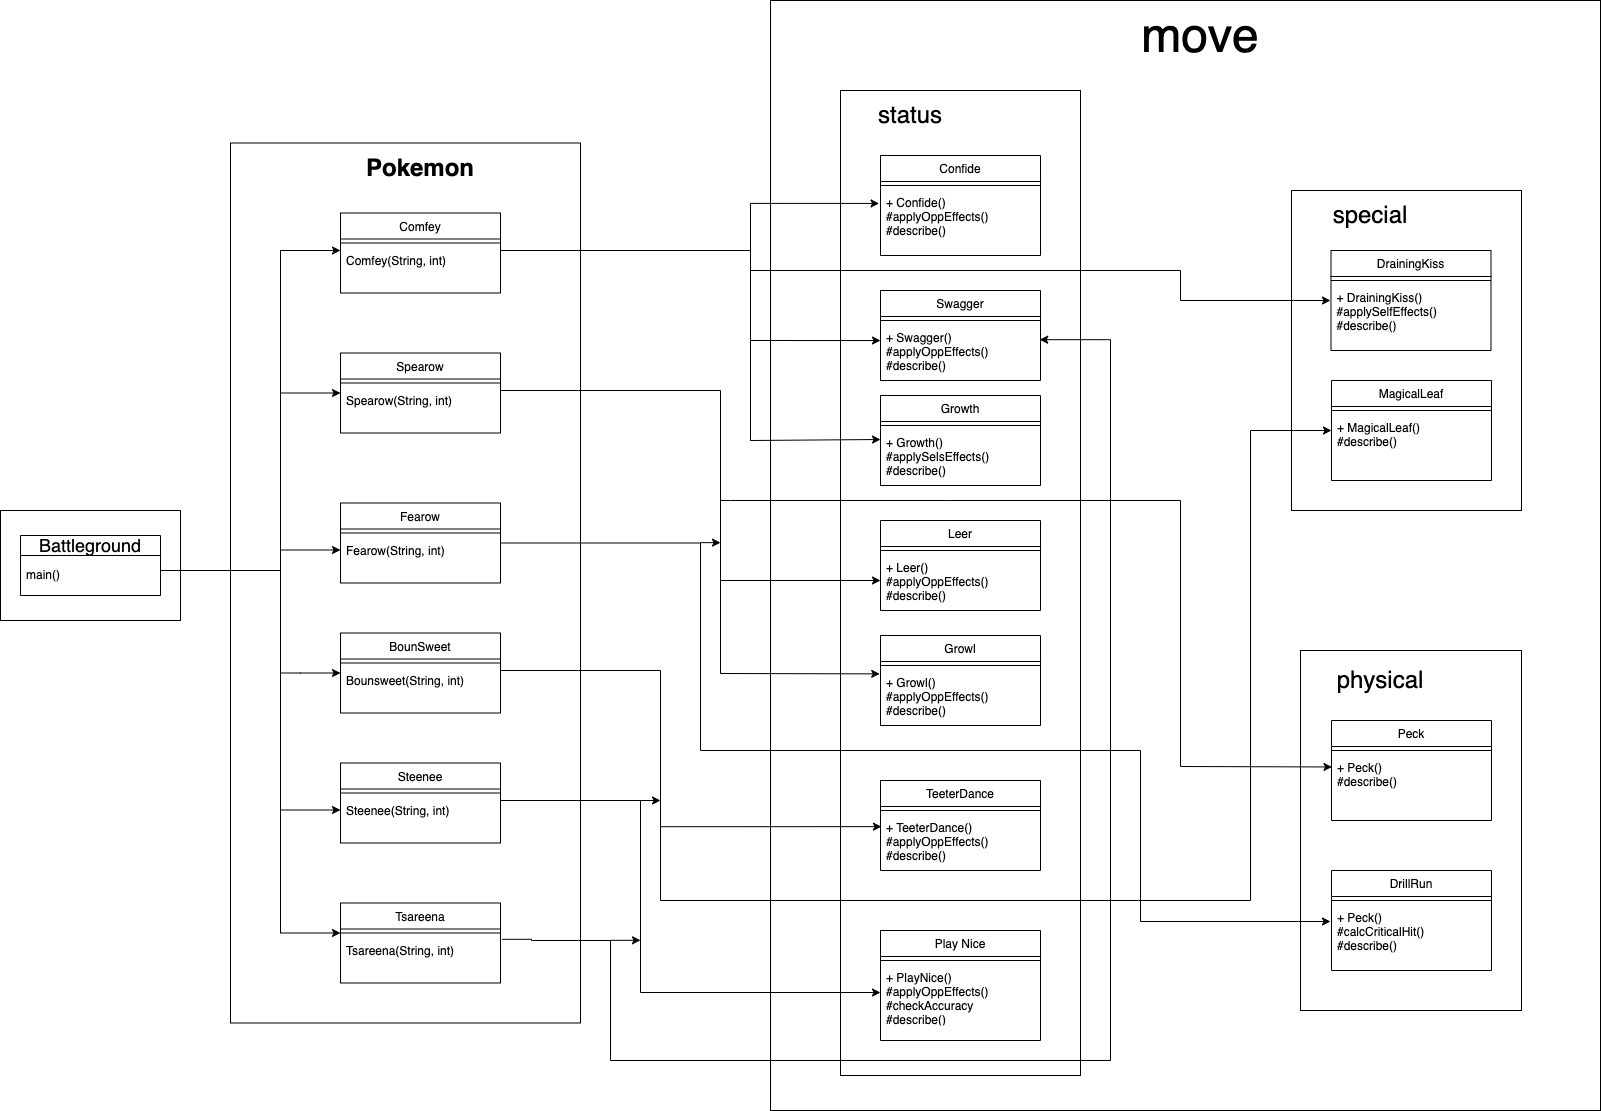 move
status
Pokemon
Confide
+ Confide()
#applyOppEffects()
#describe()
special
Comfey
Comfey(String, int)
DrainingKiss
+ DrainingKiss()
#applySelfEffects()
#describe()
Swagger
+ Swagger()
#applyOppEffects()
#describe()
Spearow
Spearow(String, int)
MagicalLeaf
+ MagicalLeaf()
#describe()
Growth
+ Growth()
#applySelsEffects()
#describe()
Fearow
Fearow(String, int)
Leer
+ Leer()
#applyOppEffects()
#describe()
Battleground
main()
BounSweet
Bounsweet(String, int)
Growl
+ Growl()
#applyOppEffects()
#describe()
physical
Peck
+ Peck()
#describe()
Steenee
Steenee(String, int)
TeeterDance
+ TeeterDance()
#applyOppEffects()
#describe()
DrillRun
+ Peck()
#calcCriticalHit()
#describe()
Tsareena
Tsareena(String, int)
Play Nice
+ PlayNice()
#applyOppEffects()
#checkAccuracy
#describe()